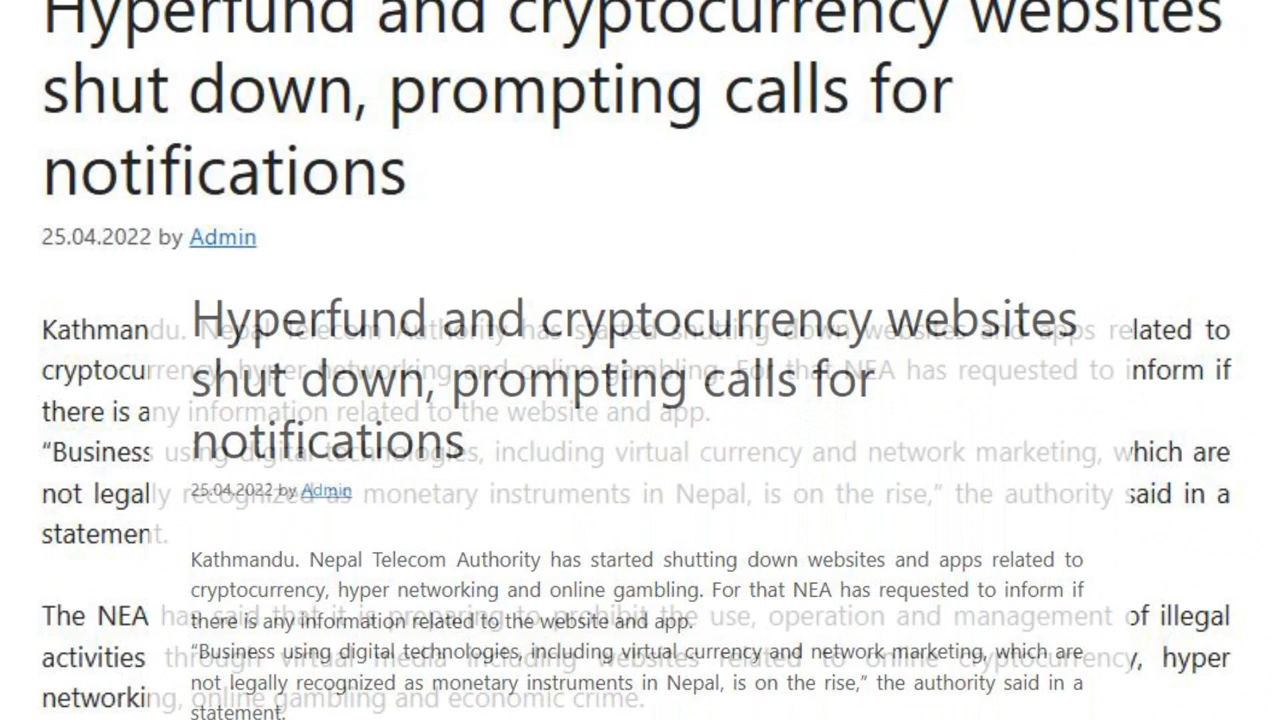 Hyperfund and cryptocurrency websites
shut down, prompting calls for
notifications
25.04.2022 by Admin
Kathmandu. Nepal Telecom Authority has started shutting down websites and apps related to
cryptocurrency, hyper networking and online gambling. For that NEA has requested to inform if
there is any information related to the website and app.
“Business using digital technologies, including virtual currency and network marketing, which are
not legally recognized as monetary instruments in Nepal, is on the rise,” the authority said in a
statement.
The NEA has said that it is preparing to prohibit the use, operation and management of illegal
activities through virtual media including websites related to online cryptocurrency, hyper
networking, online gambling and economic crime.
Hyperfund and cryptocurrency websites
shut down, prompting calls for
notifications
25.04.2022 by Admin
Kathmandu. Nepal Telecom Authority has started shutting down websites and apps related to
cryptocurrency, hyper networking and online gambling. For that NEA has requested to inform if
there is any information related to the website and app.
“Business using digital technologies, including virtual currency and network marketing, which are
not legally recognized as monetary instruments in Nepal, is on the rise,” the authority said in a
statement.